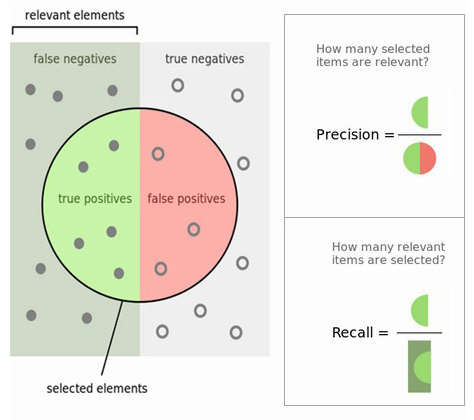 relevant elements
false negatives
true negatives
true positives
false positives
selected elements
How many selected
items are relevant?
Precision =
How many relevant
items are selected?
Recall =